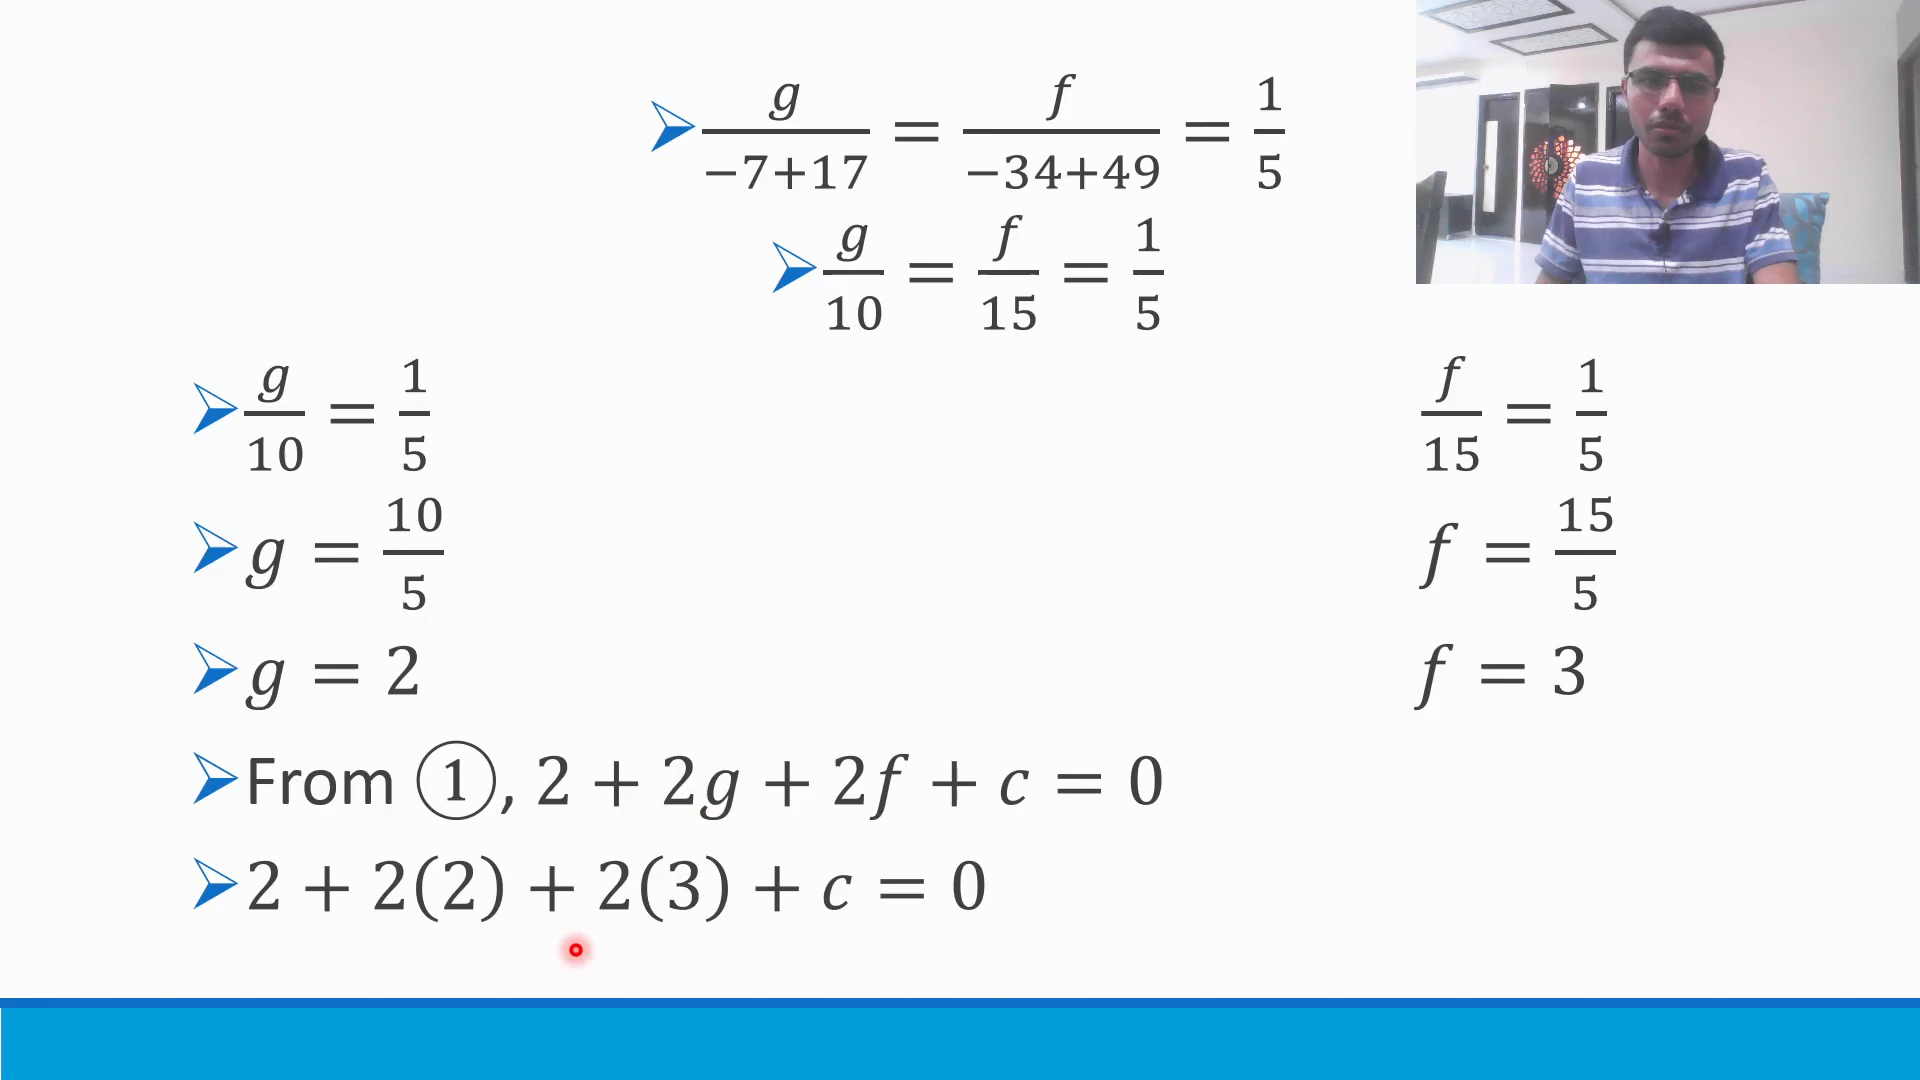 g/(−7+17) = f/(−34+49) = 1/5
g/10 = f/15 = 1/5
g/10 = 1/5 f/15 = 1/5
g = 10/5 f = 15/5
g = 2 f = 3
From ①, 2 + 2g + 2f + c = 0
2 + 2(2) + 2(3) + c = 0